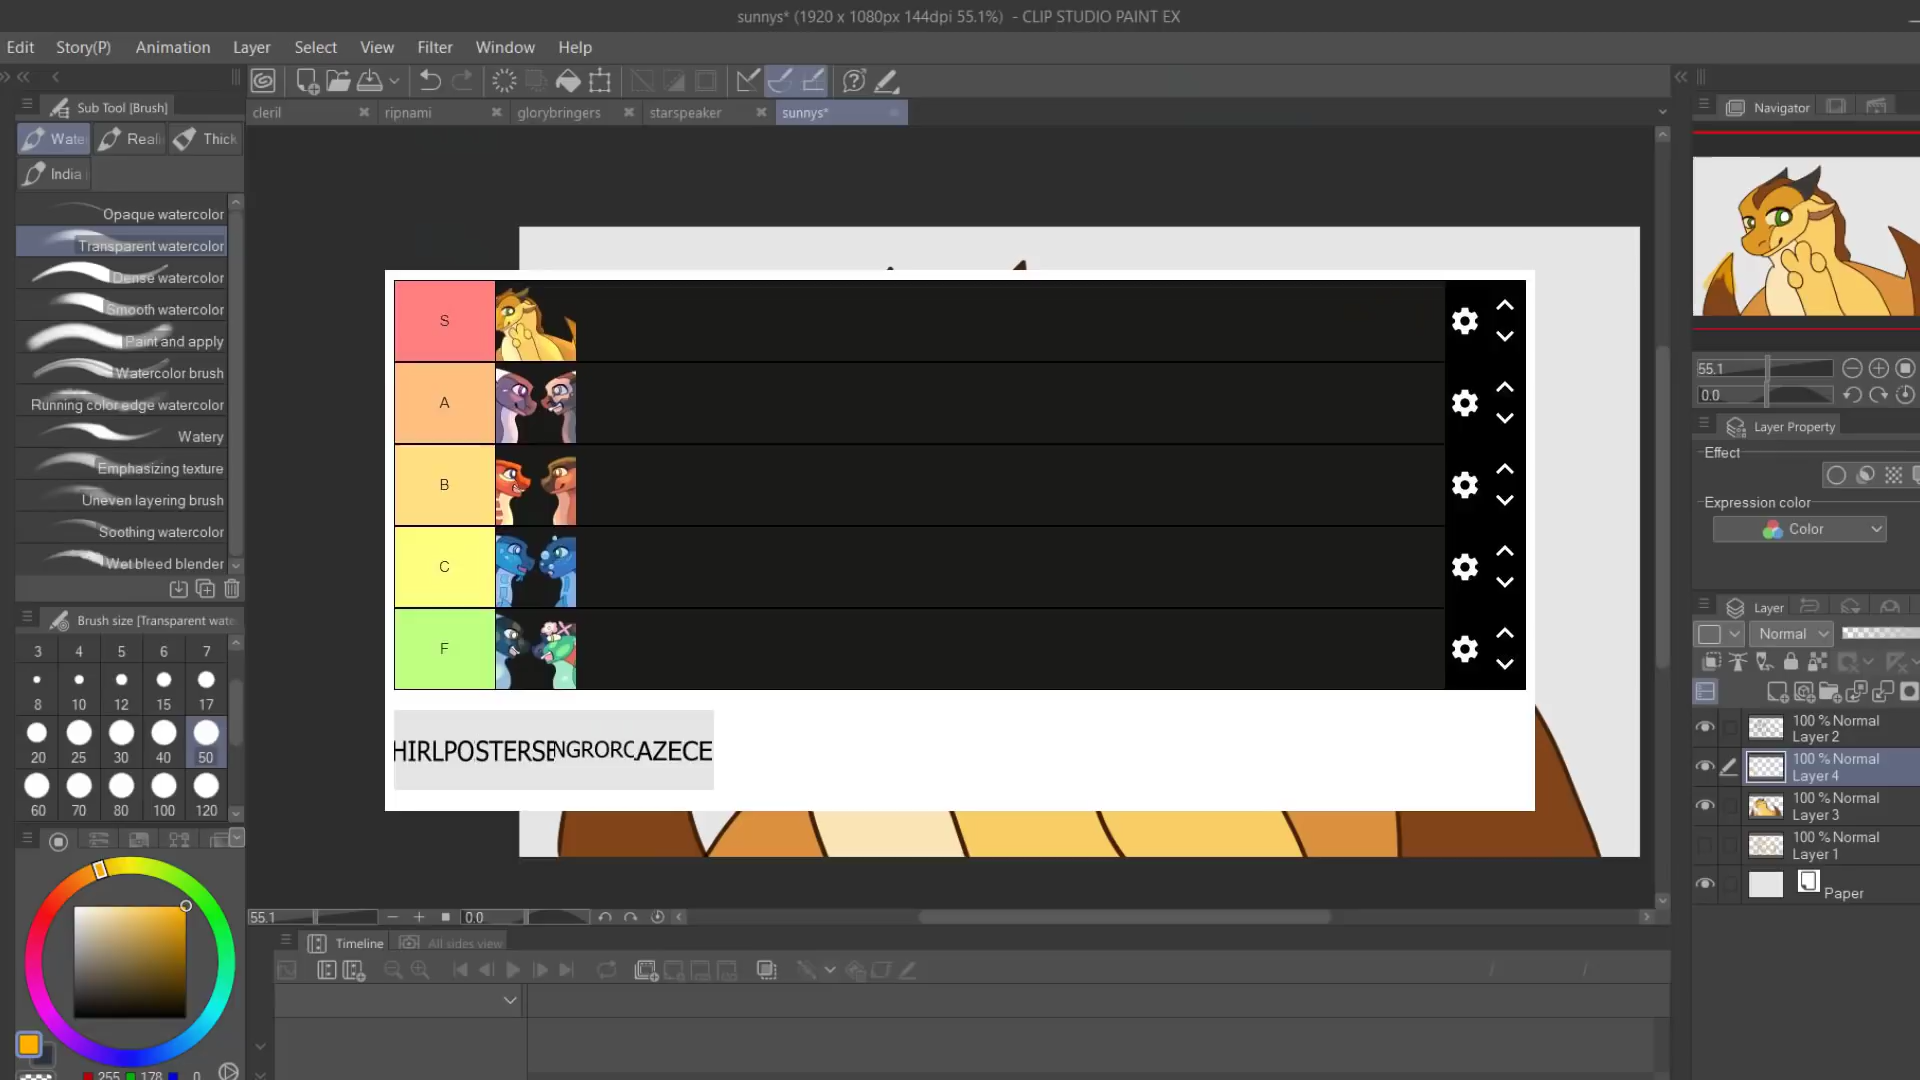 sunnys* (1920 x 1080px 144dpi 55.1%) - CLIP STUDIO PAINT EX
Edit Story(P) Animation Layer Select View Filter Window Help
Sub Tool [Brush]
cleril ripnami glorybringers starspeaker sunnys*
Navigator
Wate Reali Thick
India
Opaque watercolor
Transparent watercolor
Dense watercolor
Smooth watercolor
Paint and apply
Watercolor brush
Running color edge watercolor
Watery
Emphasizing texture
Uneven layering brush
Soothing watercolor
Wet bleed blender
S
A
B
C
F
HIRLPOSTERSENGRORCAZECE
55.1
0.0
Layer Property
Effect
Expression color
Color
Layer
Normal
100 % Normal
Layer 2
100 % Normal
Layer 4
100 % Normal
Layer 3
100 % Normal
Layer 1
Paper
Brush size [Transparent wate
3 4 5 6 7
8 10 12 15 17
20 25 30 40 50
60 70 80 100 120
55.1 0.0
Timeline All sides view
255 178 0